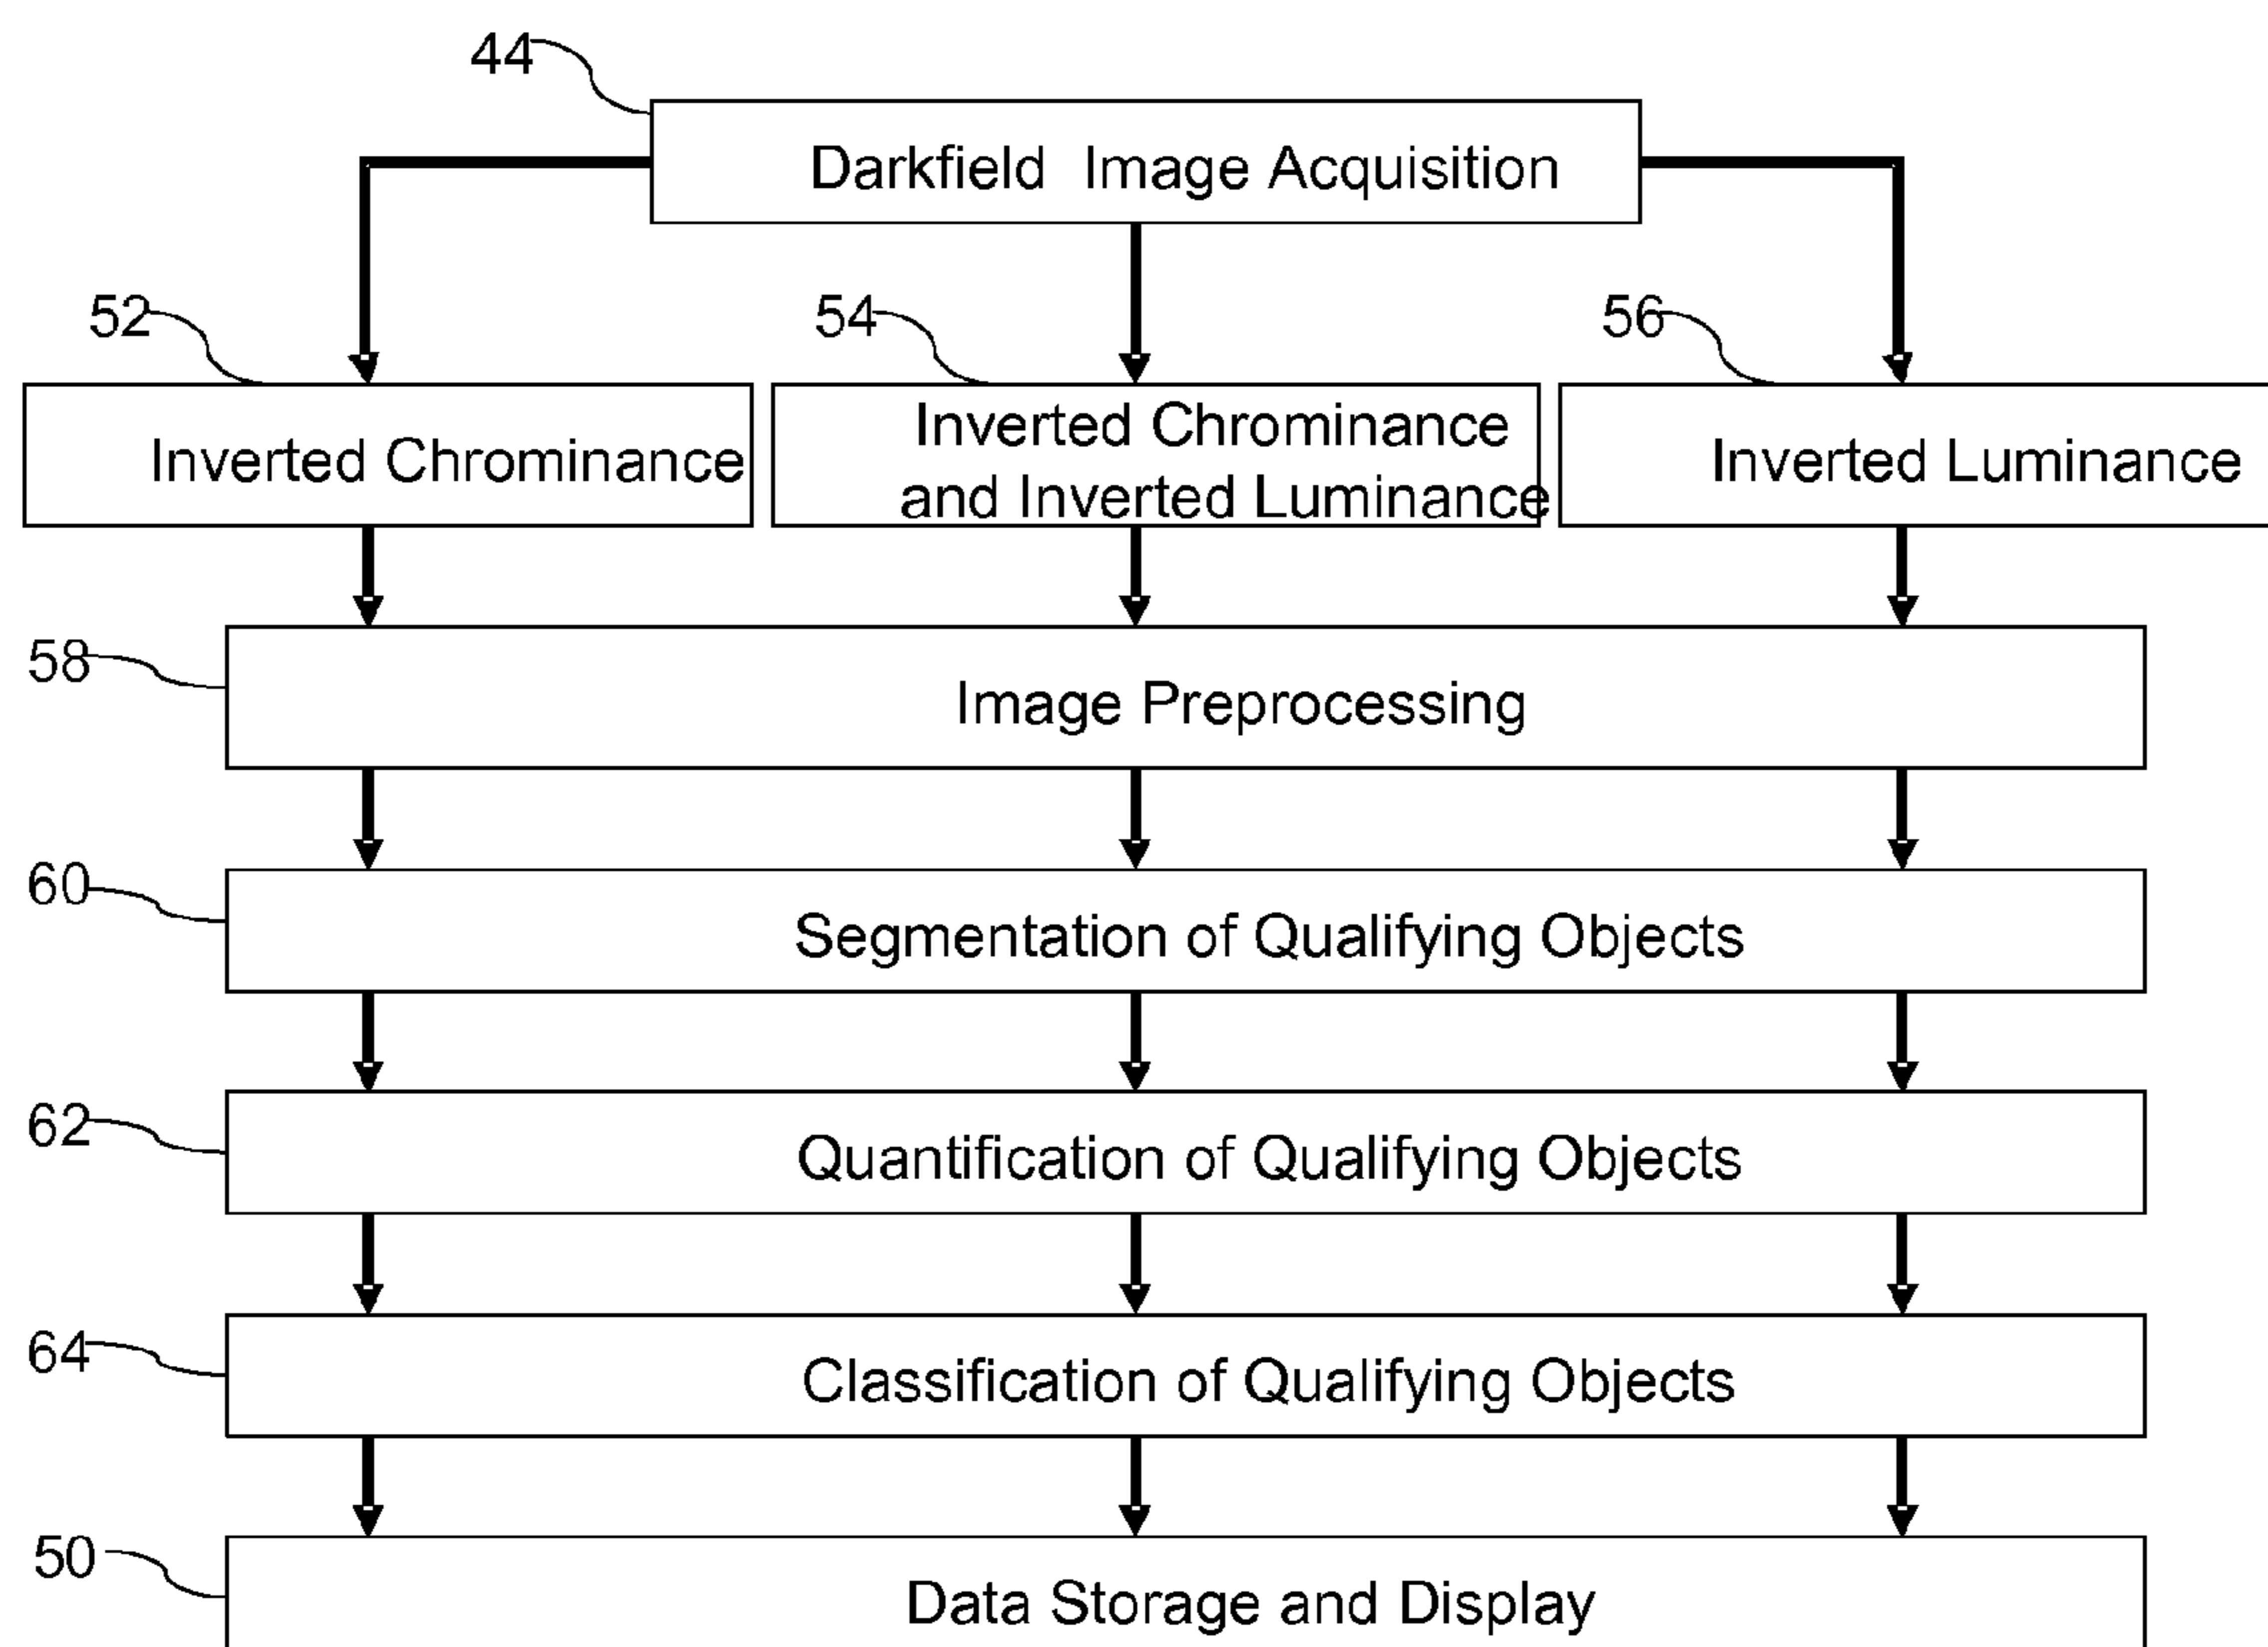 44
Darkfield Image Acquisition
52
54
56
Inverted Chrominance
Inverted Chrominance
and Inverted Luminance
Inverted Luminance
58
Image Preprocessing
60
Segmentation of Qualifying Objects
62
Quantification of Qualifying Objects
64
Classification of Qualifying Objects
50
Data Storage and Display